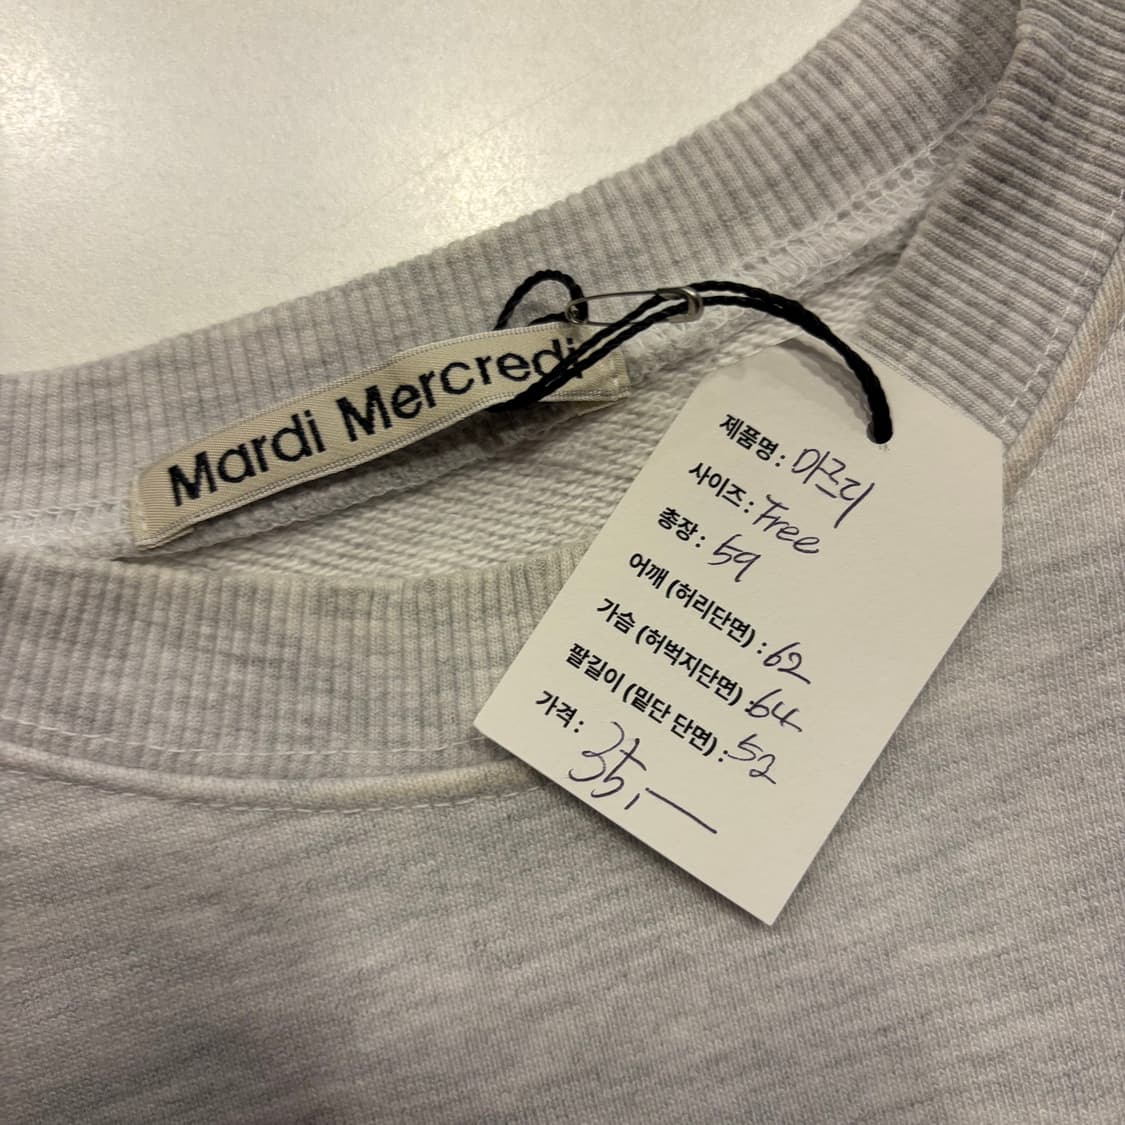 Mardi Mercredi
제품명 : 마르디
사이즈 : Free
총장 : 59
어깨 (허리단면) : 62
가슴 (허벅지단면) : 64
팔길이 (밑단 단면) : 52
가격 : 35,—